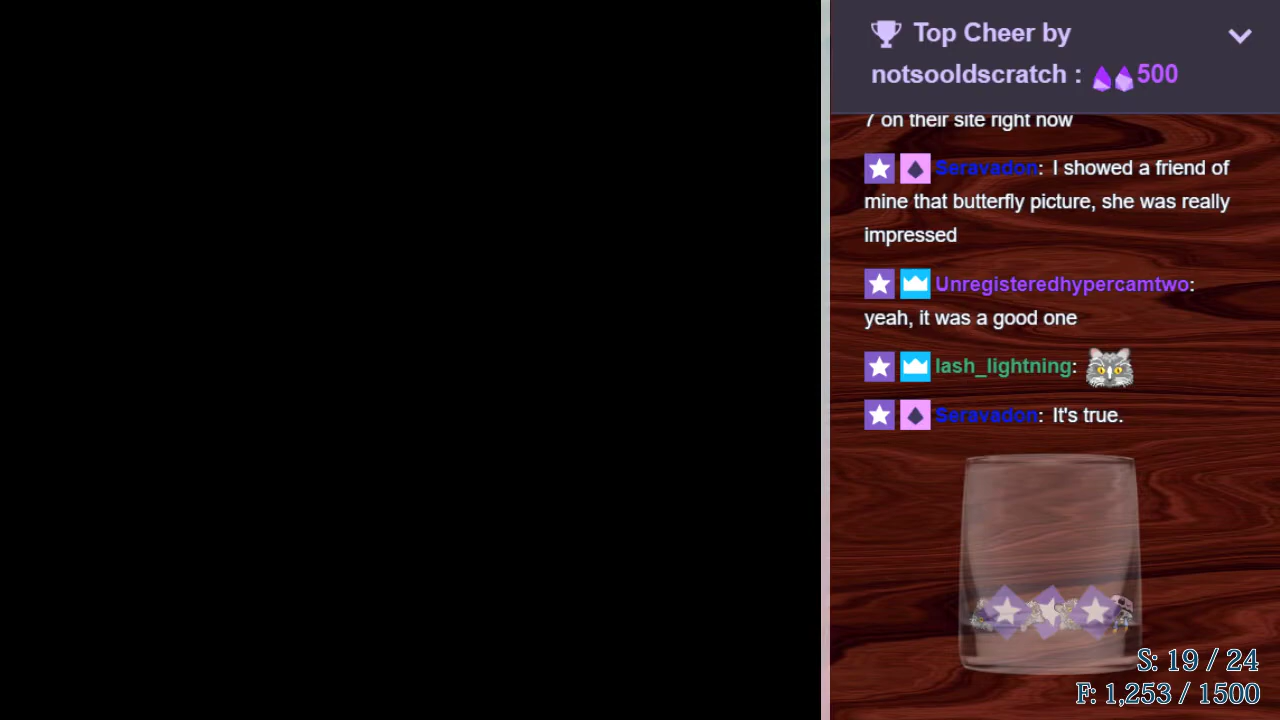 Top Cheer by
notsooldscratch : 500
7 on their site right now
Seravadon: I showed a friend of
mine that butterfly picture, she was really
impressed
Unregisteredhypercamtwo:
yeah, it was a good one
lash_lightning:
Seravadon: It's true.
S: 19 / 24
F: 1,253 / 1500